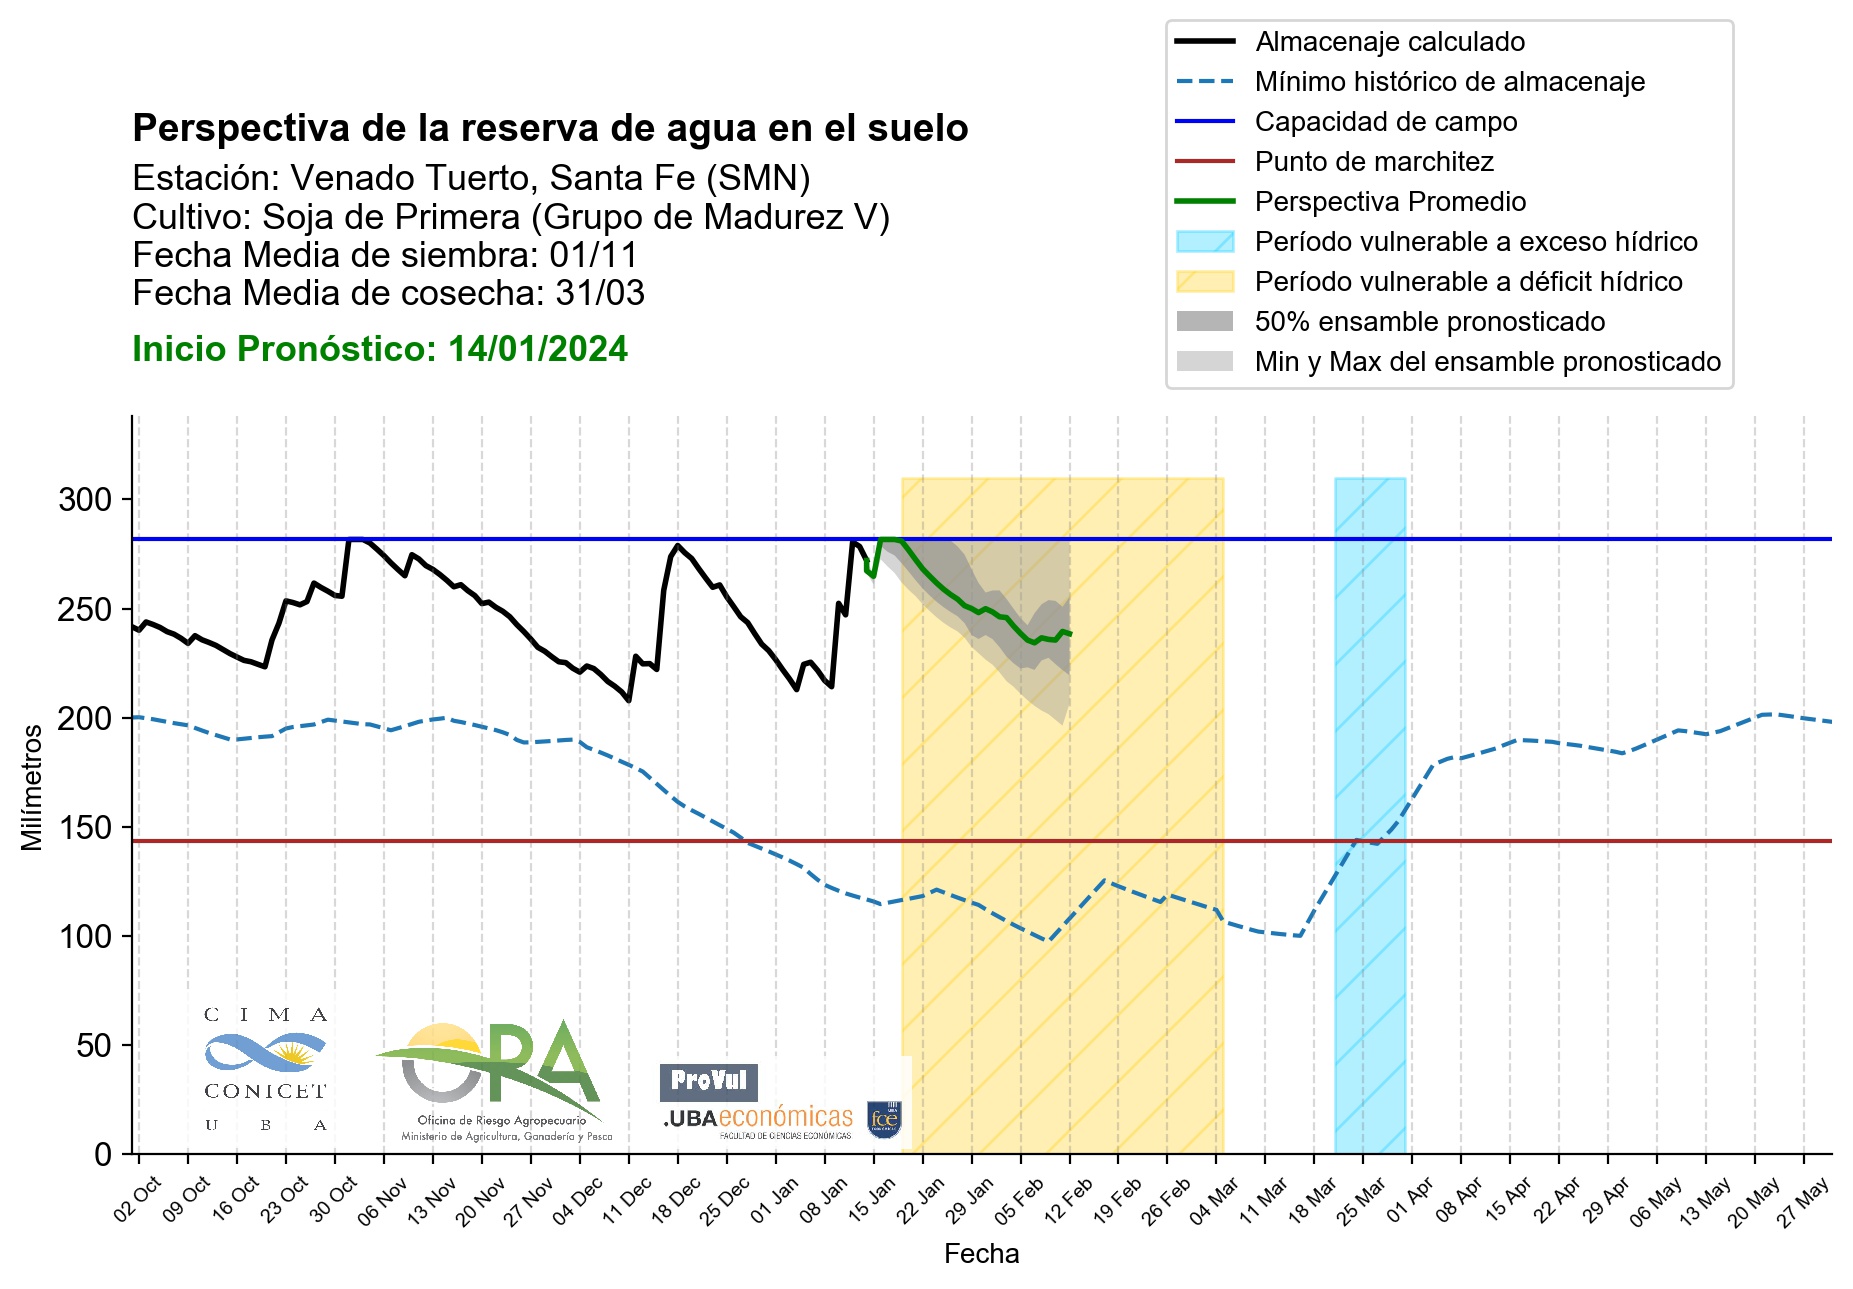 Almacenaje calculado
Mínimo histórico de almacenaje
Capacidad de campo
Punto de marchitez
Perspectiva Promedio
Período vulnerable a exceso hídrico
Período vulnerable a déficit hídrico
50% ensamble pronosticado
Min y Max del ensamble pronosticado
Perspectiva de la reserva de agua en el suelo
Estación: Venado Tuerto, Santa Fe (SMN)
Cultivo: Soja de Primera (Grupo de Madurez V)
Fecha Media de siembra: 01/11
Fecha Media de cosecha: 31/03
Inicio Pronóstico: 14/01/2024
Milímetros
300
250
200
150
100
50
0
CIMA
CONICET
UBA
ORA
Oficina de Riesgo Agropecuario
Ministerio de Agricultura, Ganadería y Pesca
ProVul
.UBAeconómicas
FACULTAD DE CIENCIAS ECONÓMICAS
UBA
fce
02 Oct
09 Oct
16 Oct
23 Oct
30 Oct
06 Nov
13 Nov
20 Nov
27 Nov
04 Dec
11 Dec
18 Dec
25 Dec
01 Jan
08 Jan
15 Jan
22 Jan
29 Jan
05 Feb
12 Feb
19 Feb
26 Feb
04 Mar
11 Mar
18 Mar
25 Mar
01 Apr
08 Apr
15 Apr
22 Apr
29 Apr
06 May
13 May
20 May
27 May
Fecha